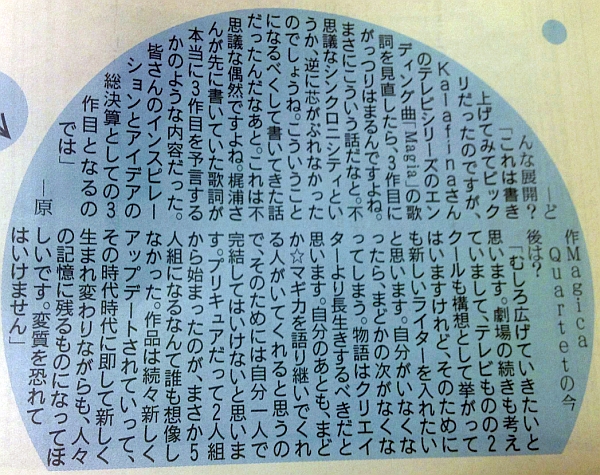 ──ど
んな展開？
「これは書き
上げてみてピック
リだったのですが、
Kalafinaさん
のテレビシリーズのエン
ディング曲『Magia』の歌
詞を見直したら、3作目に
がっつりはまるんですよね。
まさにこういう話だなと。不
思議なシンクロニシティとい
うか、逆に芯がぶれなかった
のでしょうね。こういうこと
になるべくして書いてきた話
だったんだなあと。これは不
思議な偶然ですよね。梶浦さ
んが先に書いていた歌詞が
本当に3作目を予言する
かのような内容だった。
皆さんのインスピレー
ションとアイデアの
総決算としての3
作目となるの
では」
──原
作Magica
Quartetの今
後は？
「むしろ広げていきたいと
思います。劇場の続きも考え
ていまして、テレビものの2
クールも構想として挙がって
はいますけれど、そのために
も新しいライターを入れたい
と思います。自分がいなくな
ったら、まどかの次がなくな
ってしまう。物語はクリエイ
ターより長生きするべきだと
思います。自分のあとも、まど
か☆マギカを語り継いでくれ
る人がいてくれると思うの
で、そのためには自分一人で
完結してはいけないと思いま
す。プリキュアだって2人組
から始まったのが、まさか5
人組になるなんて誰も想像し
なかった。作品は続々新しく
アップデートされていって、
その時代時代に即して新しく
生まれ変わりながらも、人々
の記憶に残るものになってほ
しいです。変質を恐れて
はいけません」